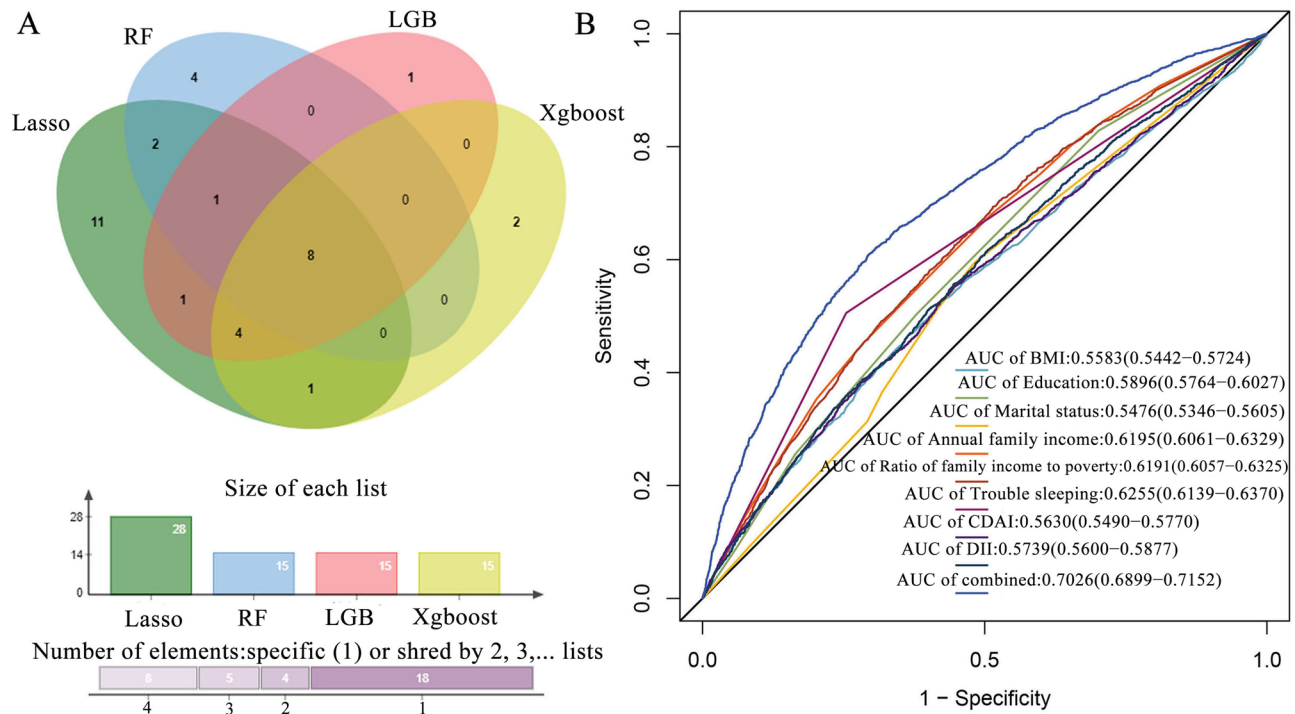 A
RF
LGB
Lasso
Xgboost
4
1
0
2
0
11
1
0
2
8
1
4
0
0
1
Size of each list
28
14
0
28
15
15
15
Lasso
RF
LGB
Xgboost
Number of elements:specific (1) or shred by 2, 3,... lists
8
5
4
18
4
3
2
1
B
1.0
0.8
0.6
0.4
0.2
0.0
Sensitivity
AUC of BMI:0.5583(0.5442−0.5724)
AUC of Education:0.5896(0.5764−0.6027)
AUC of Marital status:0.5476(0.5346−0.5605)
AUC of Annual family income:0.6195(0.6061−0.6329)
AUC of Ratio of family income to poverty:0.6191(0.6057−0.6325)
AUC of Trouble sleeping:0.6255(0.6139−0.6370)
AUC of CDAI:0.5630(0.5490−0.5770)
AUC of DII:0.5739(0.5600−0.5877)
AUC of combined:0.7026(0.6899−0.7152)
0.0
0.5
1.0
1 − Specificity